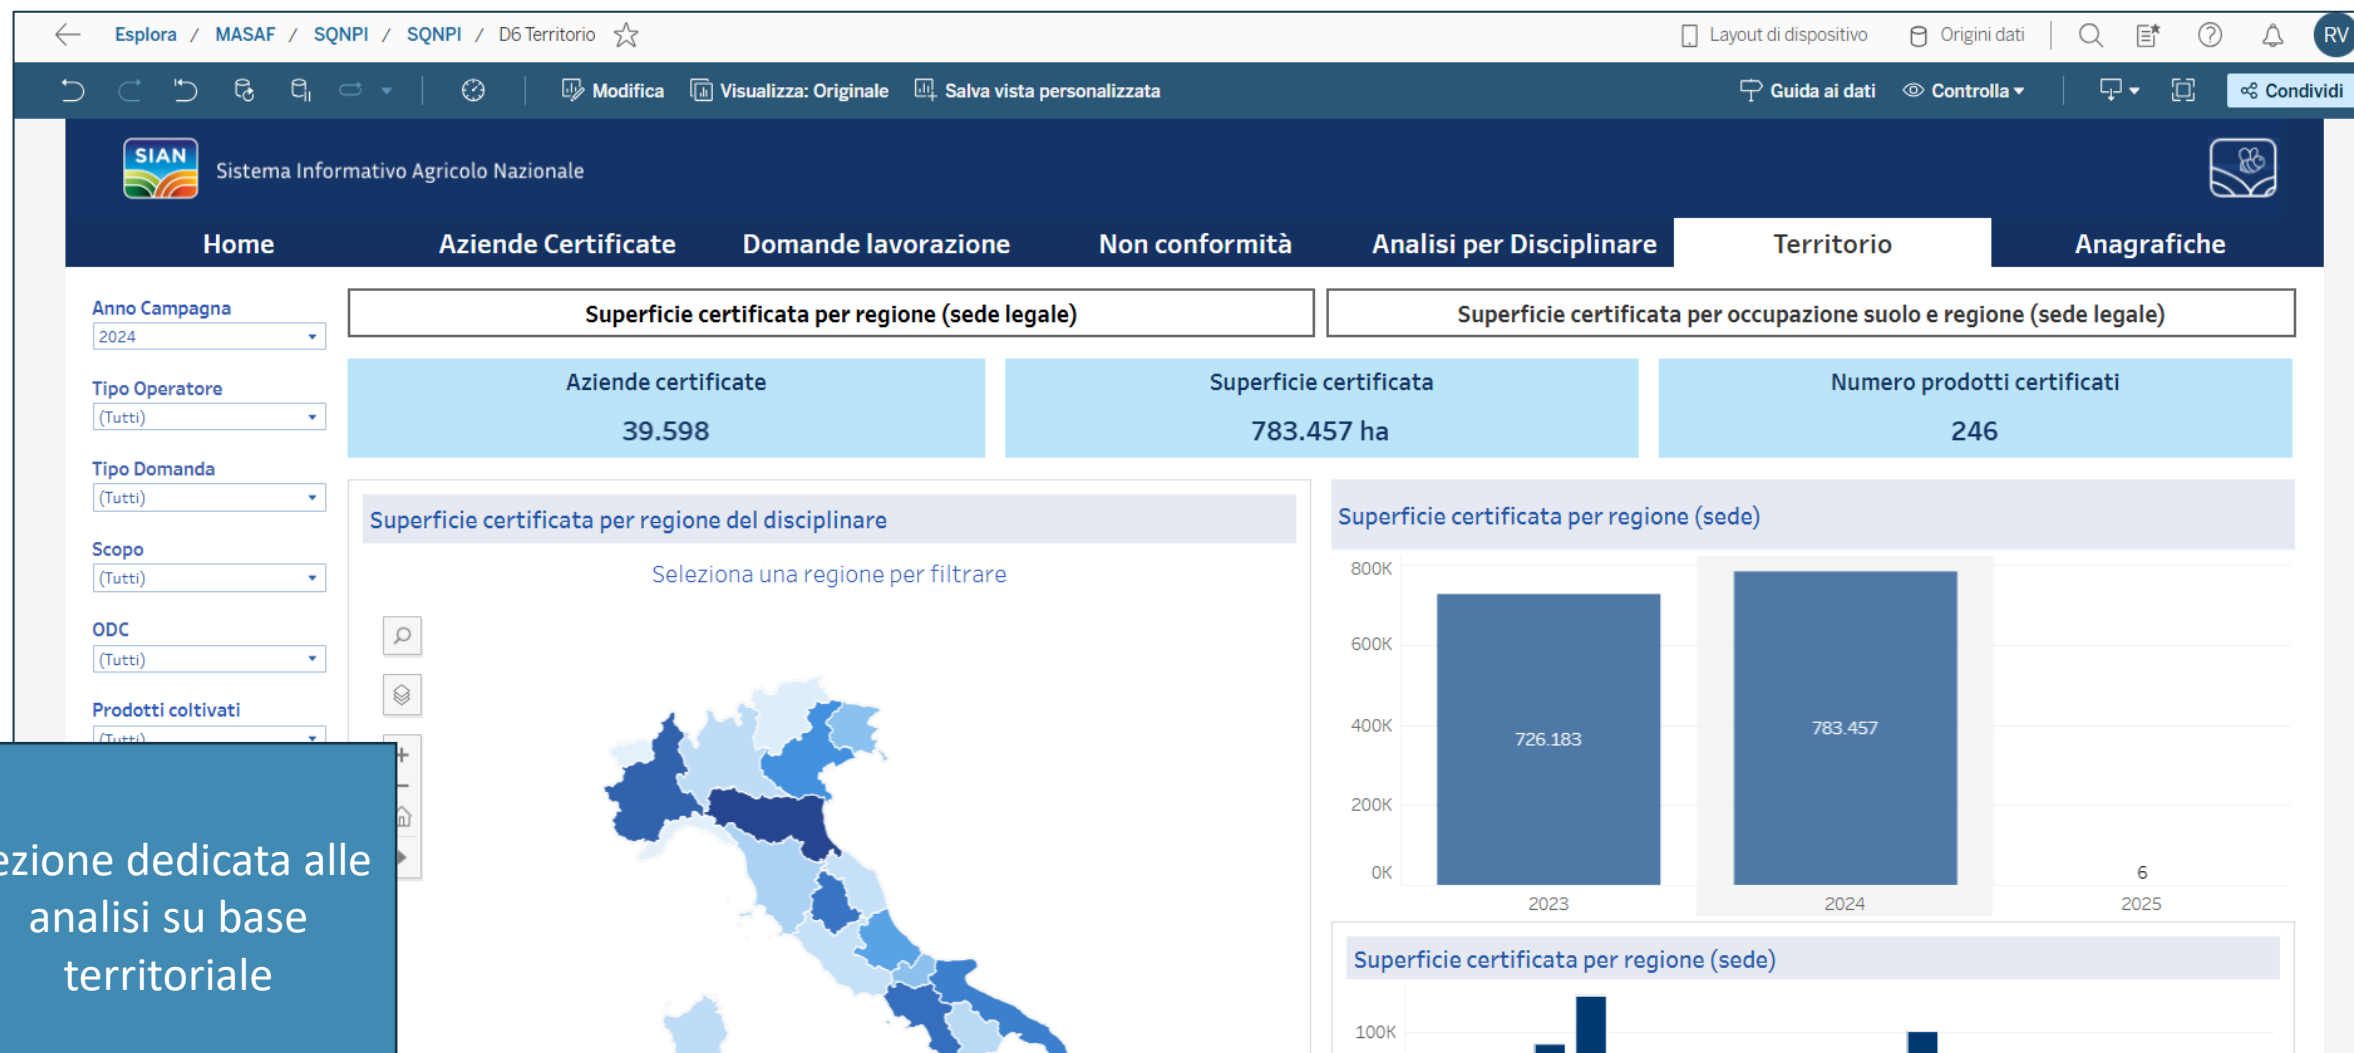 Esplora / MASAF / SQNPI / SQNPI / D6 Territorio
Layout di dispositivo
Origini dati
RV
Modifica
Visualizza: Originale
Salva vista personalizzata
Guida ai dati
Controlla
Condividi
SIAN
Sistema Informativo Agricolo Nazionale
Home
Aziende Certificate
Domande lavorazione
Non conformità
Analisi per Disciplinare
Territorio
Anagrafiche
Anno Campagna
2024
Tipo Operatore
(Tutti)
Tipo Domanda
(Tutti)
Scopo
(Tutti)
ODC
(Tutti)
Prodotti coltivati
(Tutti)
Superficie certificata per regione (sede legale)
Superficie certificata per occupazione suolo e regione (sede legale)
Aziende certificate
39.598
Superficie certificata
783.457 ha
Numero prodotti certificati
246
Superficie certificata per regione del disciplinare
Seleziona una regione per filtrare
Superficie certificata per regione (sede)
800K
600K
400K
200K
0K
726.183
783.457
6
2023
2024
2025
Superficie certificata per regione (sede)
100K
ezione dedicata alle
analisi su base
territoriale